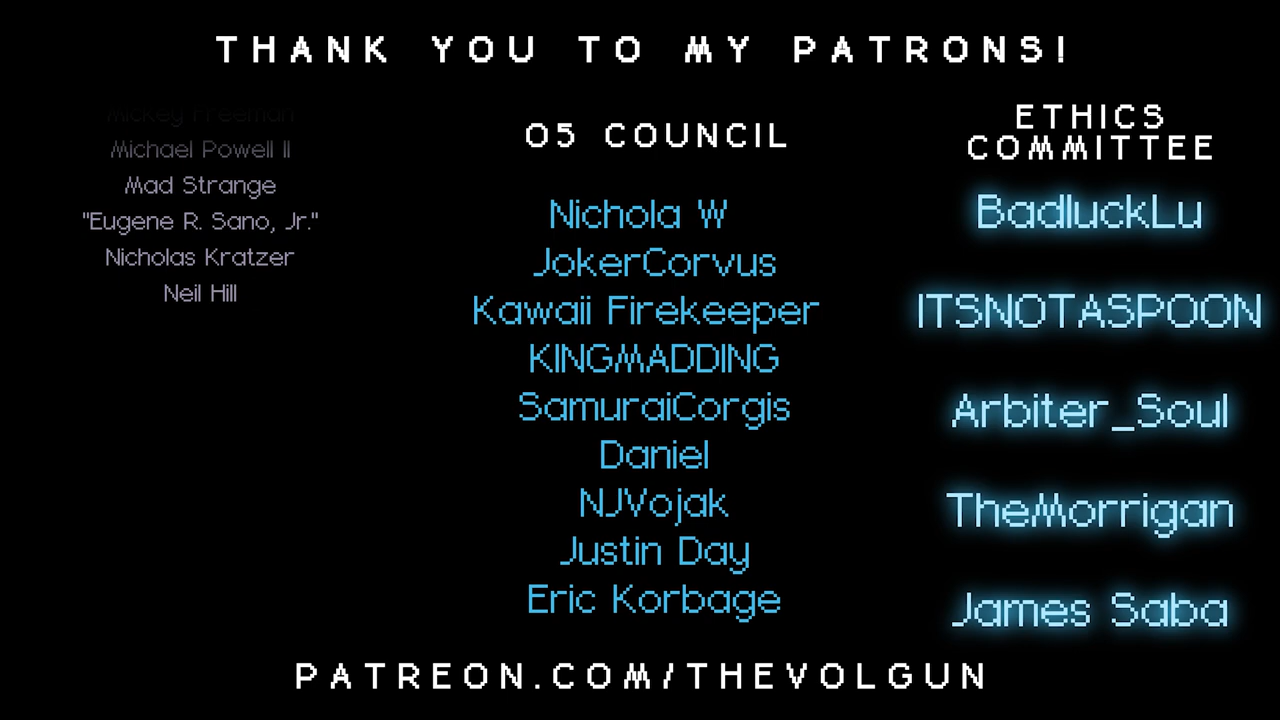 THANK YOU TO MY PATRONS!
Mickey Freeman
Michael Powell II
Mad Strange
"Eugene R. Sano, Jr."
Nicholas Kratzer
Neil Hill
O5 COUNCIL
Nichola W
JokerCorvus
Kawaii Firekeeper
KINGMADDING
SamuraiCorgis
Daniel
NJVojak
Justin Day
Eric Korbage
ETHICS
COMMITTEE
BadluckLu
ITSNOTASPOON
Arbiter_Soul
TheMorrigan
James Saba
PATREON.COM/THEVOLGUN